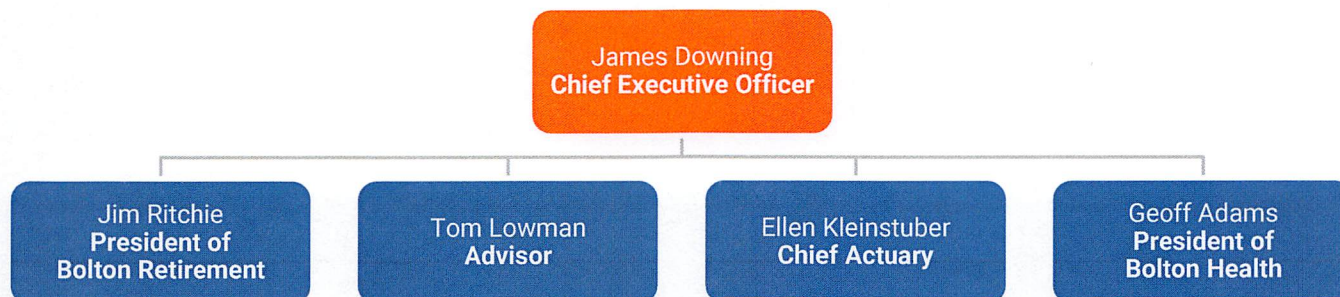 James Downing
Chief Executive Officer
Jim Ritchie
President of
Bolton Retirement
Tom Lowman
Advisor
Ellen Kleinstuber
Chief Actuary
Geoff Adams
President of
Bolton Health